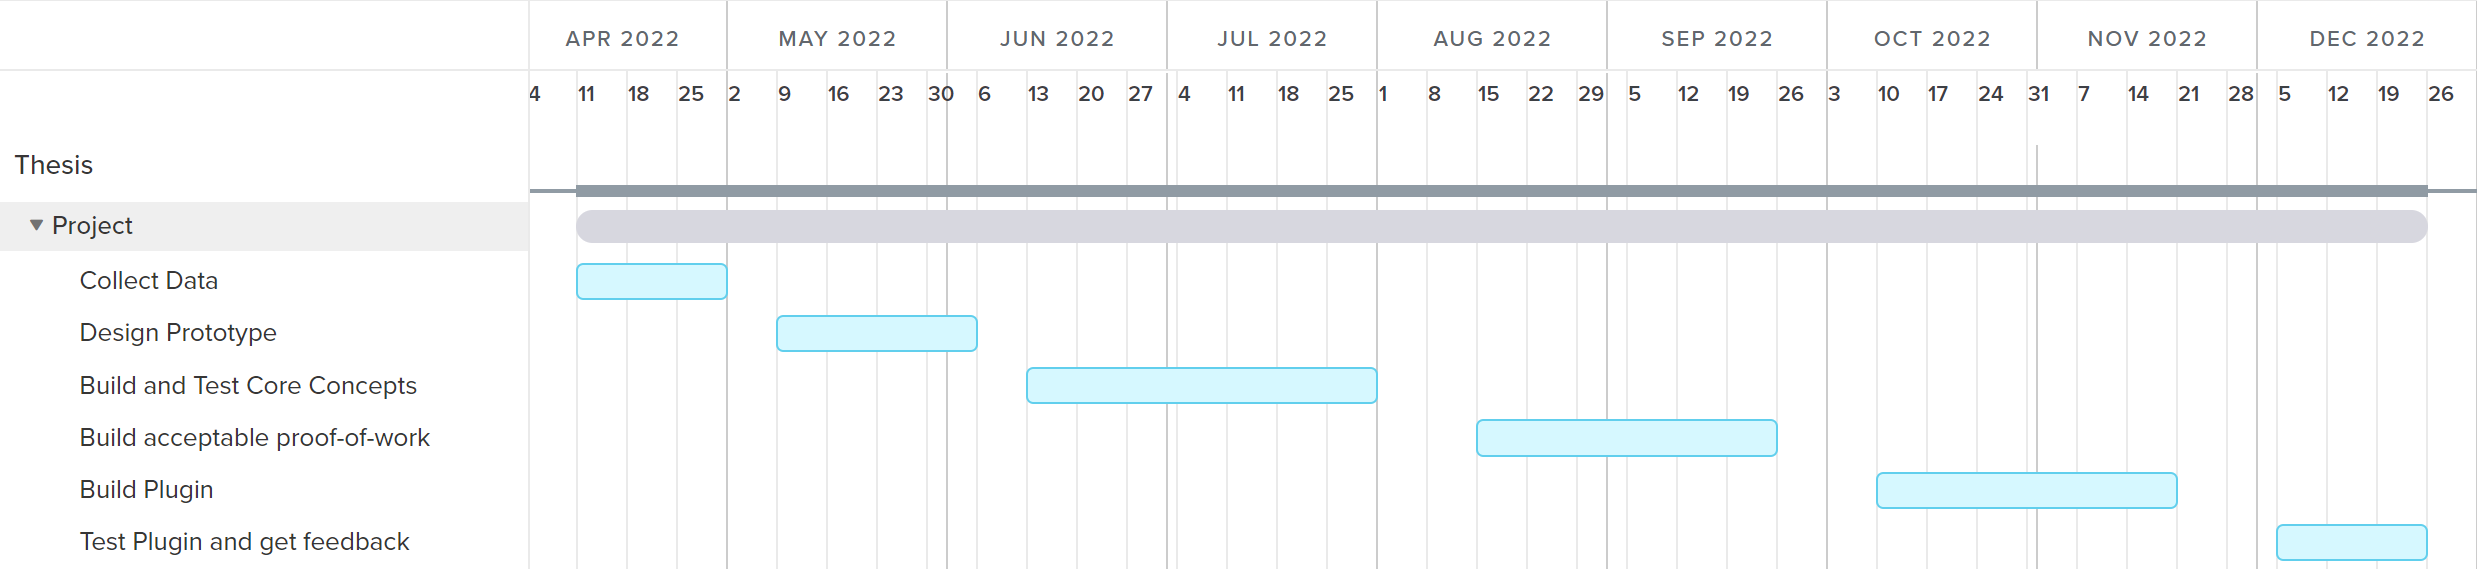 APR 2022 MAY 2022 JUN 2022 JUL 2022 AUG 2022 SEP 2022 OCT 2022 NOV 2022 DEC 2022
4 11 18 25 2 9 16 23 30 6 13 20 27 4 11 18 25 1 8 15 22 29 5 12 19 26 3 10 17 24 31 7 14 21 28 5 12 19 26
Thesis
Project
Collect Data
Design Prototype
Build and Test Core Concepts
Build acceptable proof-of-work
Build Plugin
Test Plugin and get feedback